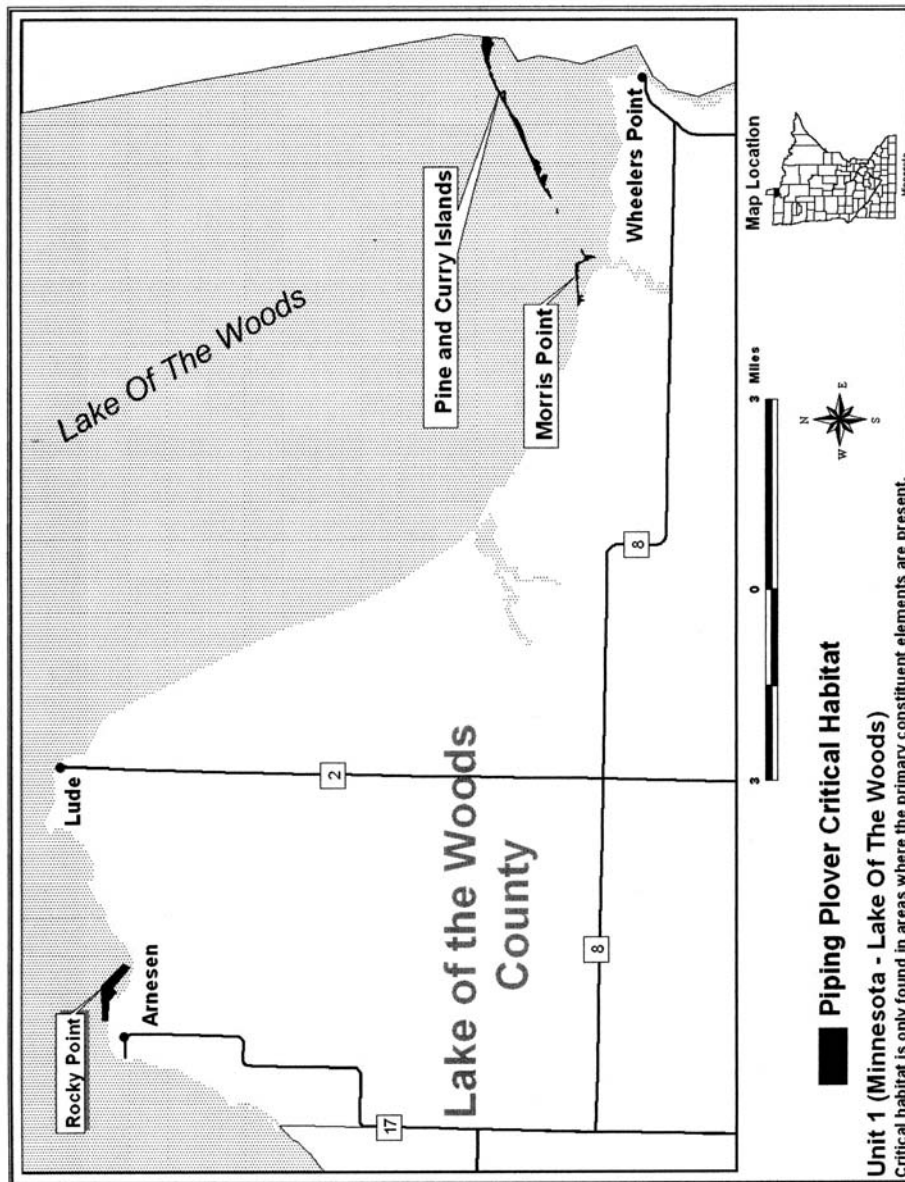 Lake Of The Woods
Lude
Rocky Point
Arnesen
Pine and Curry Islands
Morris Point
Wheelers Point
Lake of the Woods
County
2
17
8
8
3 0 3 Miles
Map Location
N
W E
S
Piping Plover Critical Habitat
Unit 1 (Minnesota - Lake Of The Woods)
Critical habitat is only found in areas where the primary constituent elements are present.